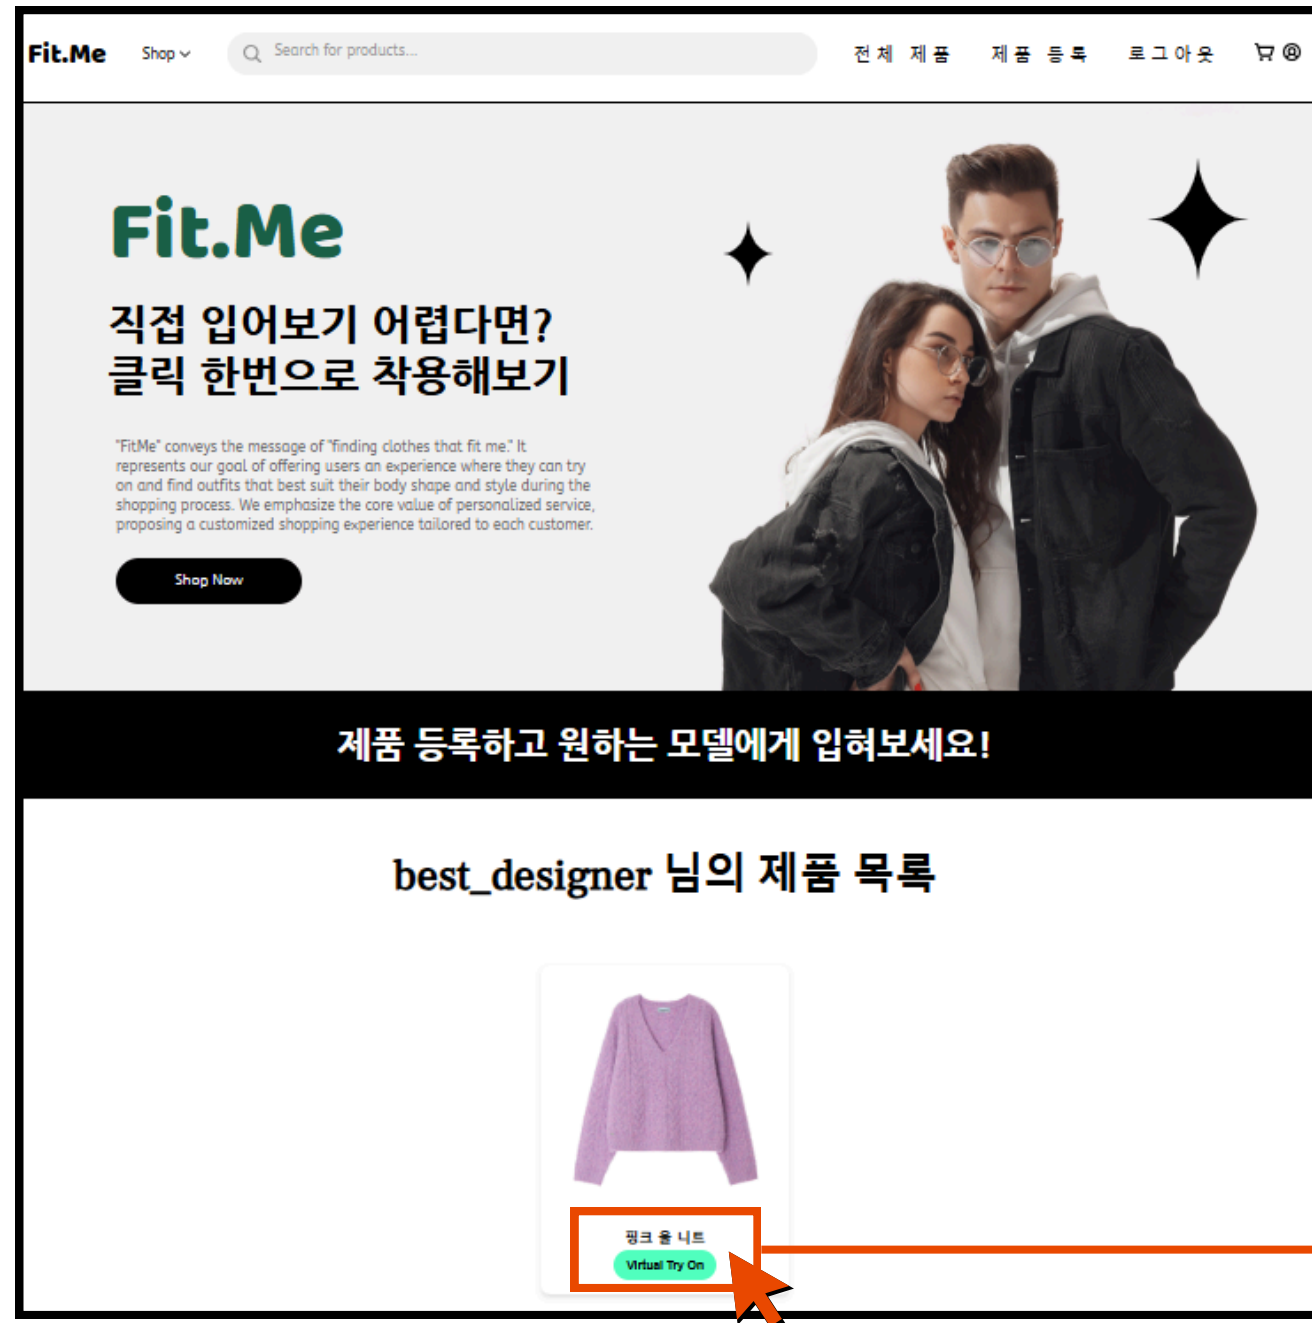 Fit.Me
Shop
Search for products...
전체 제품
제품 등록
로그아웃
Fit.Me
직접 입어보기 어렵다면?
클릭 한번으로 착용해보기
"FitMe" conveys the message of "finding clothes that fit me." It
represents our goal of offering users an experience where they can try
on and find outfits that best suit their body shape and style during the
shopping process. We emphasize the core value of personalized service,
proposing a customized shopping experience tailored to each customer.
Shop Now
제품 등록하고 원하는 모델에게 입혀보세요!
best_designer 님의 제품 목록
핑크 울 니트
Virtual Try On